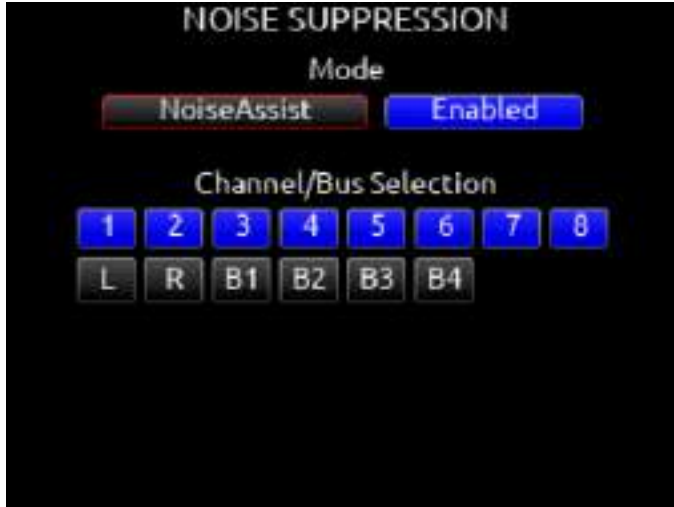 NOISE SUPPRESSION
Mode
NoiseAssist Enabled
Channel/Bus Selection
1 2 3 4 5 6 7 8
L R B1 B2 B3 B4